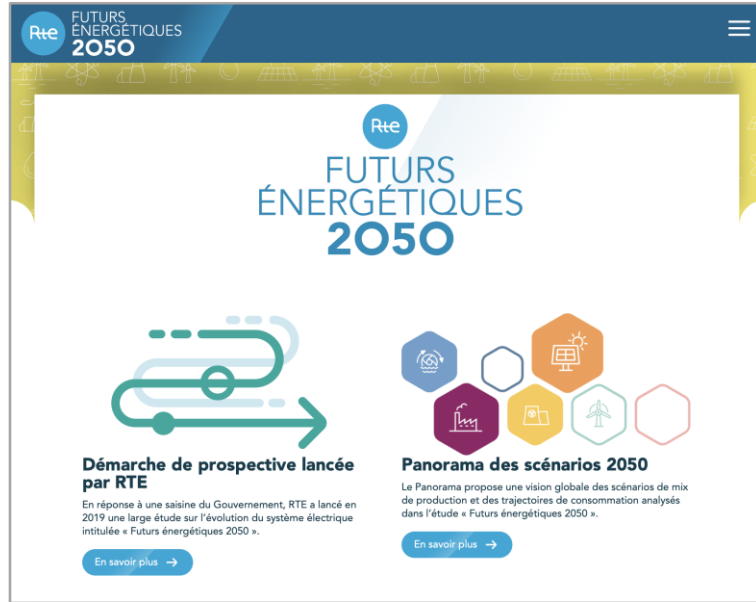 Rte
FUTURS
ÉNERGÉTIQUES
2050
Rte
FUTURS
ÉNERGÉTIQUES
2050
Démarche de prospective lancée
par RTE
En réponse à une saisine du Gouvernement, RTE a lancé en
2019 une large étude sur l'évolution du système électrique
intitulée « Futurs énergétiques 2050 ».
En savoir plus →
Panorama des scénarios 2050
Le Panorama propose une vision globale des scénarios de mix
de production et des trajectoires de consommation analysés
dans l'étude « Futurs énergétiques 2050 ».
En savoir plus →